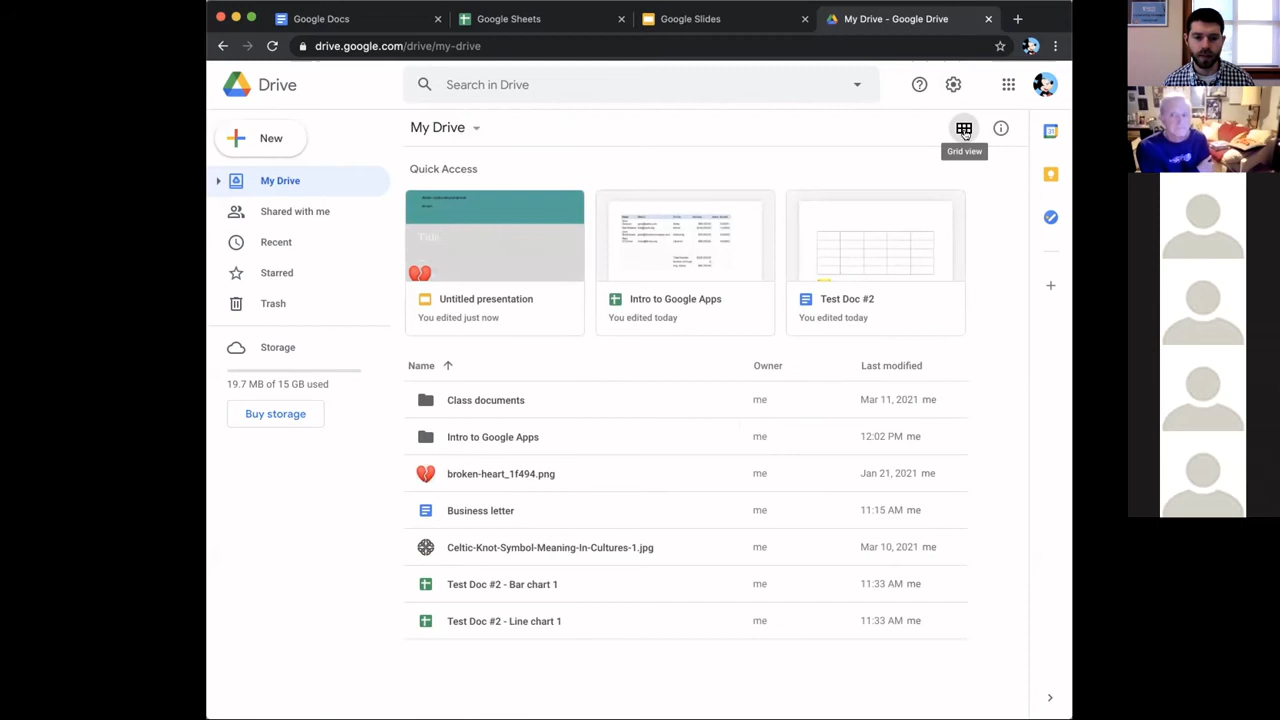 Google Docs
Google Sheets
Google Slides
My Drive - Google Drive
drive.google.com/drive/my-drive
Drive
Search in Drive
New
My Drive
Grid view
My Drive
Shared with me
Recent
Starred
Trash
Storage
19.7 MB of 15 GB used
Buy storage
Quick Access
Title
Untitled presentation
You edited just now
Intro to Google Apps
You edited today
Test Doc #2
You edited today
Name Owner Last modified
Class documents me Mar 11, 2021 me
Intro to Google Apps me 12:02 PM me
broken-heart_1f494.png me Jan 21, 2021 me
Business letter me 11:15 AM me
Celtic-Knot-Symbol-Meaning-In-Cultures-1.jpg me Mar 10, 2021 me
Test Doc #2 - Bar chart 1 me 11:33 AM me
Test Doc #2 - Line chart 1 me 11:33 AM me
31